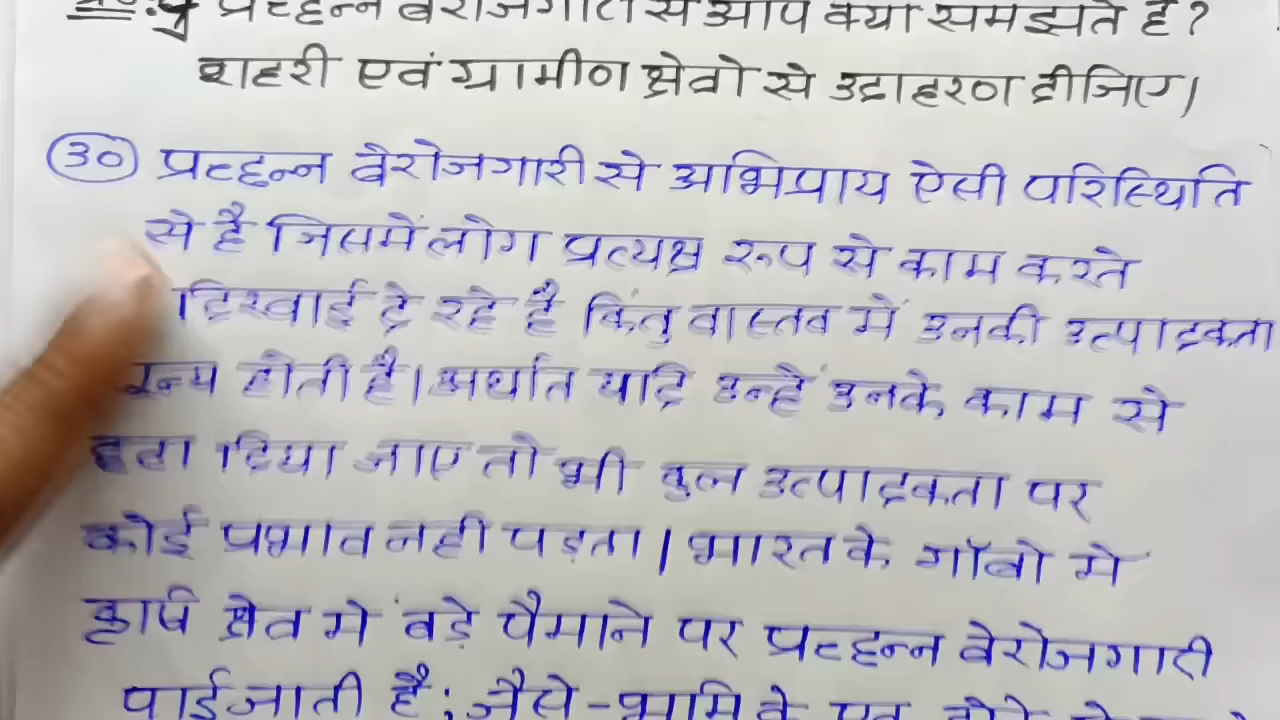 प्रच्छन्न बेरोजगारी से आप क्या समझते है?
शहरी एवं ग्रामीण क्षेत्रो से उदाहरण दीजिए।
उ० प्रच्छन्न बेरोजगारी से अभिप्राय ऐसी परिस्थिति
से है जिसमें लोग प्रत्यक्ष रूप से काम करते
दिखाई दे रहे है किंतु वास्तव में उनकी उत्पादकता
शून्य होती है। अर्थात यदि उन्हें उनके काम से
हटा दिया जाए तो भी कुल उत्पादकता पर
कोई प्रभाव नही पड़ता। भारत के गाँवो मे
कृषि क्षेत्र मे बड़े पैमाने पर प्रच्छन्न बेरोजगारी
पाई जाती है; जैसे - भूमि के